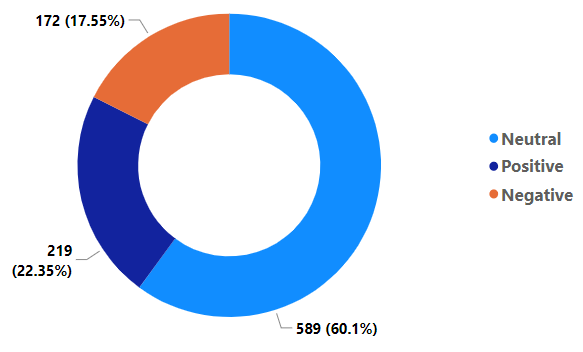 172 (17.55%)
Neutral
Positive
Negative
219
(22.35%)
589 (60.1%)